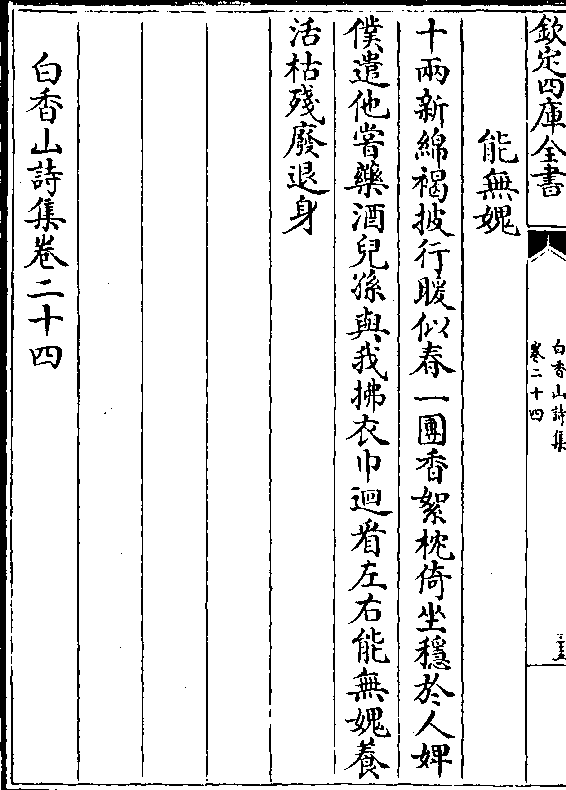 欽定四庫全書
白香山詩集
卷二十四
能無媿
十兩新綿褐披行暖似春一團香絮枕倚坐穩於人婢
僕遣他嘗藥酒兒孫與我拂衣巾迴看左右能無媿養
活枯殘廢退身
白香山詩集卷二十四